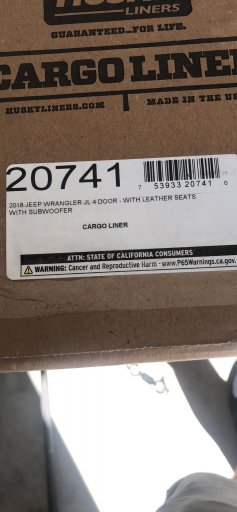 HUSKY
LINERS
GUARANTEED...FOR LIFE.
CARGO LINER
HUSKYLINERS.COM
MADE IN THE US
20741
7 53933 20741 0
2018 JEEP WRANGLER JL 4 DOOR - WITH LEATHER SEATS
WITH SUBWOOFER
CARGO LINER
ATTN: STATE OF CALIFORNIA CONSUMERS
WARNING: Cancer and Reproductive Harm -www.P65Warnings.ca.gov.